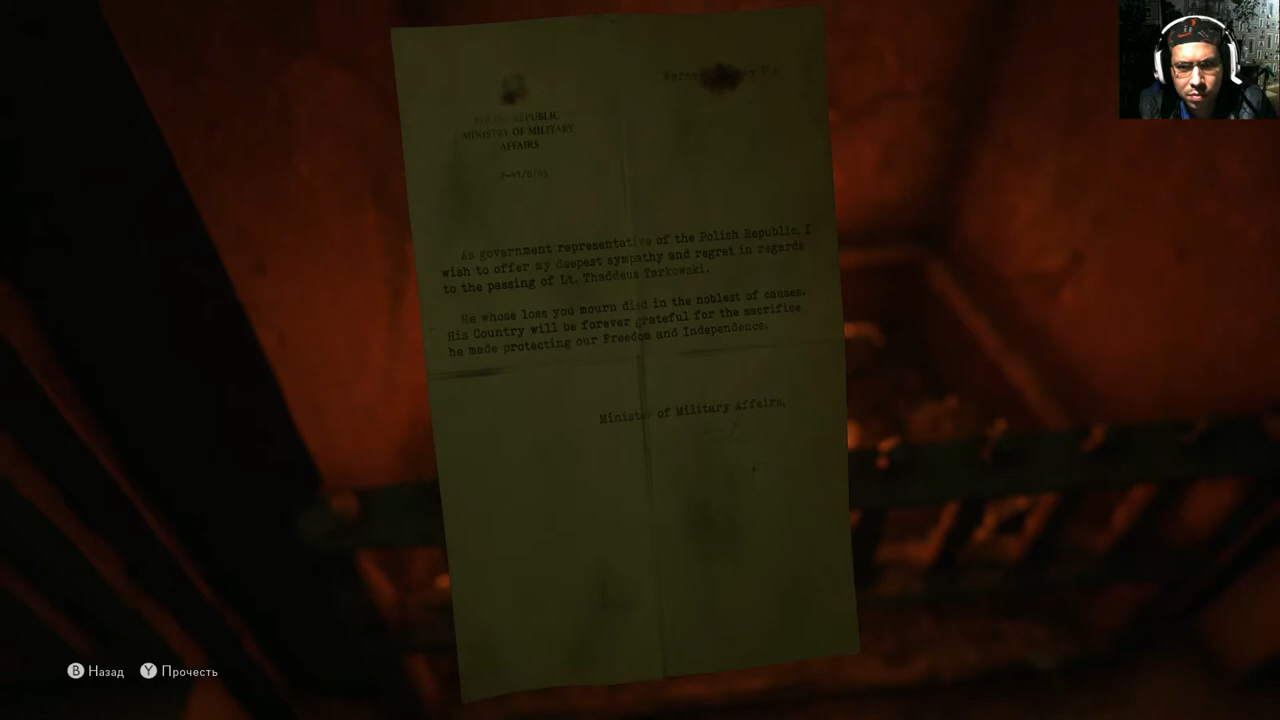 REPUBLIC
MINISTRY OF MILITARY
AFFAIRS
As government representative of the Polish Republic, I
wish to offer my deepest sympathy and regret in regards
to the passing of Lt. Thaddeus Tarkowski.
He whose loss you mourn died in the noblest of causes.
His Country will be forever grateful for the sacrifice
he made protecting our Freedom and Independence.
Minister of Military Affairs,
B Назад Y Прочесть